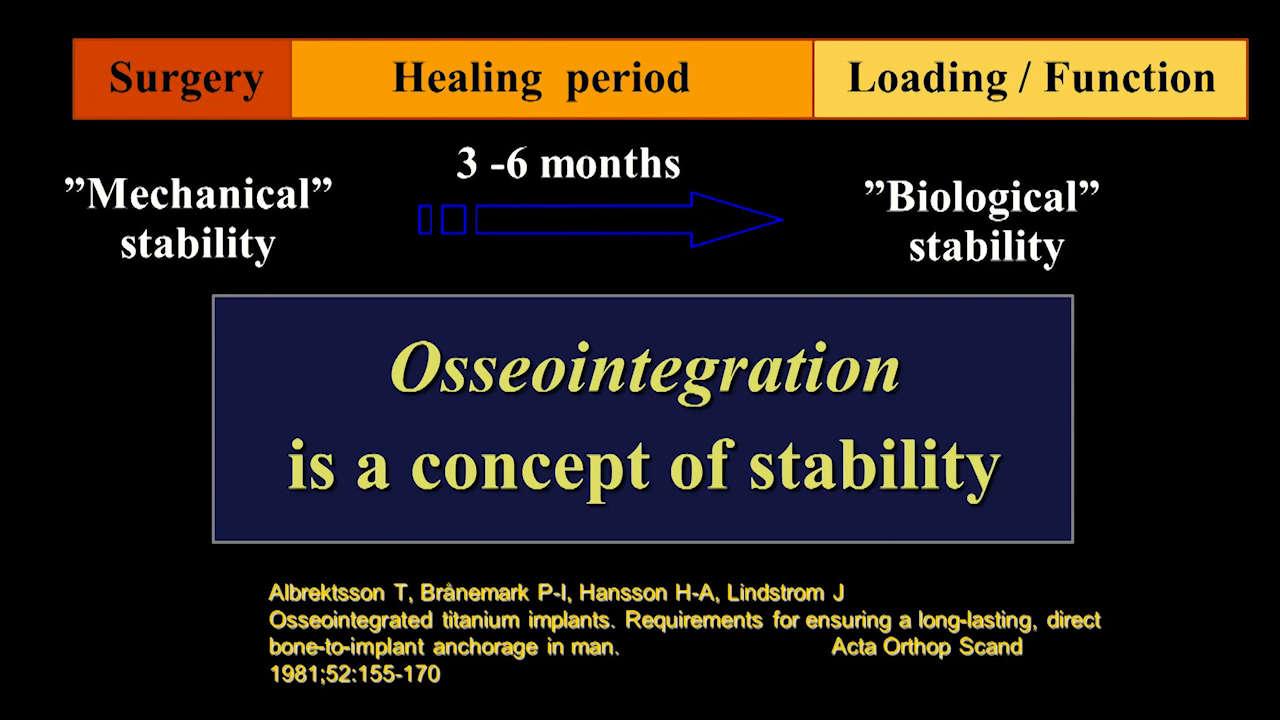 Surgery Healing period Loading / Function
3 -6 months
”Mechanical”
stability
”Biological”
stability
Osseointegration
is a concept of stability
Albrektsson T, Brånemark P-I, Hansson H-A, Lindstrom J
Osseointegrated titanium implants. Requirements for ensuring a long-lasting, direct
bone-to-implant anchorage in man. Acta Orthop Scand
1981;52:155-170